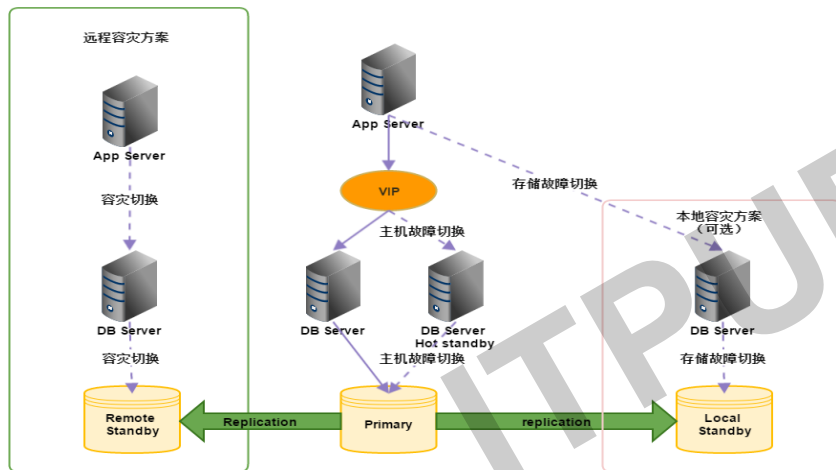 远程容灾方案
App Server
容灾切换
DB Server
容灾切换
Remote
Standby
Replication
App Server
VIP
主机故障切换
DB Server
DB Server
Hot standby
主机故障切换
Primary
replication
存储故障切换
本地容灾方案
（可选）
DB Server
存储故障切换
Local
Standby
ITPUB